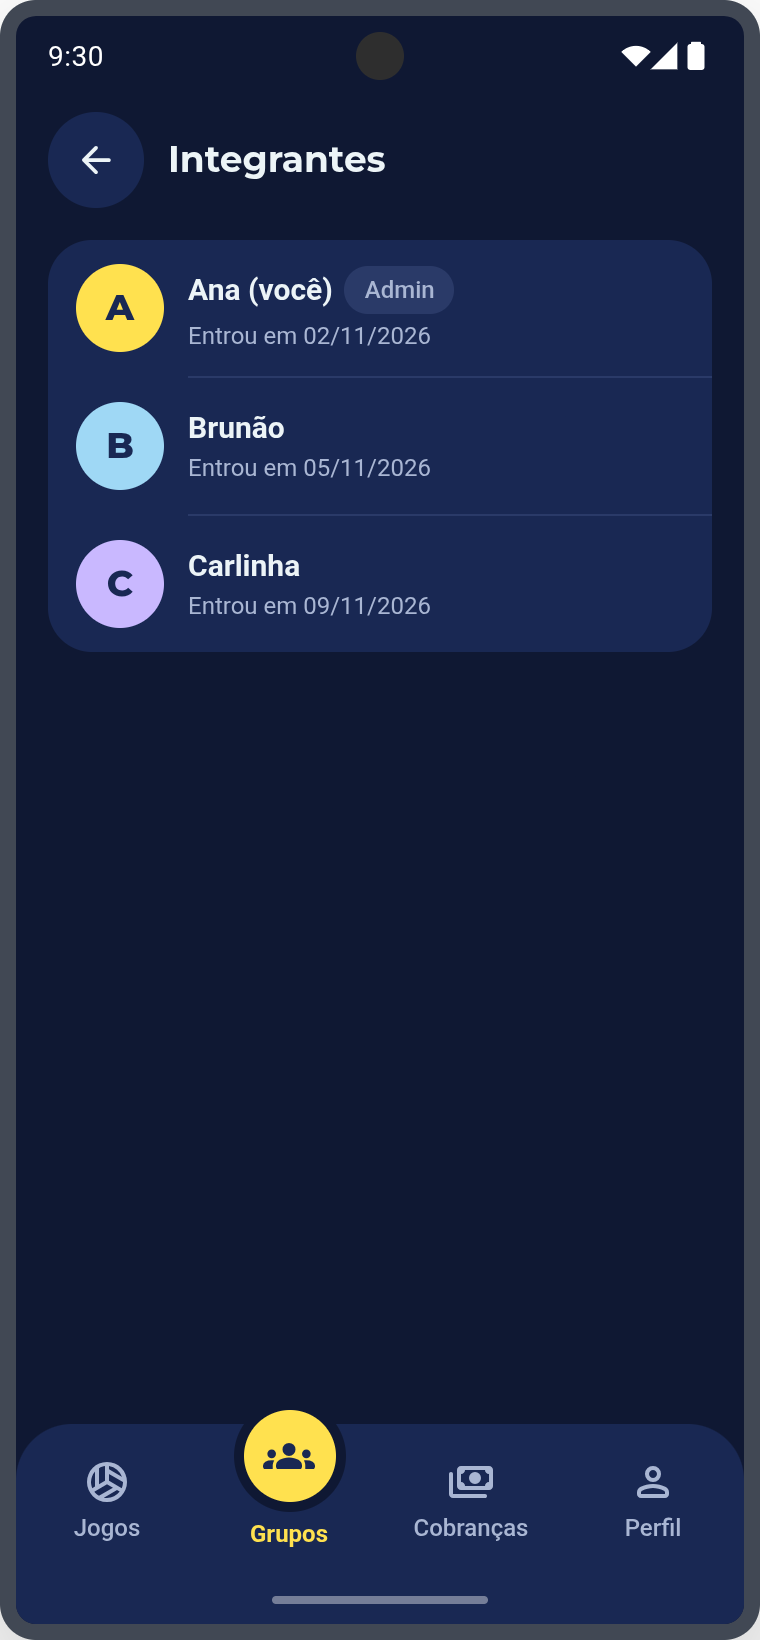 9:30
Integrantes
A
Ana (você) Admin
Entrou em 02/11/2026
B
Brunão
Entrou em 05/11/2026
C
Carlinha
Entrou em 09/11/2026
Jogos
Grupos
Cobranças
Perfil